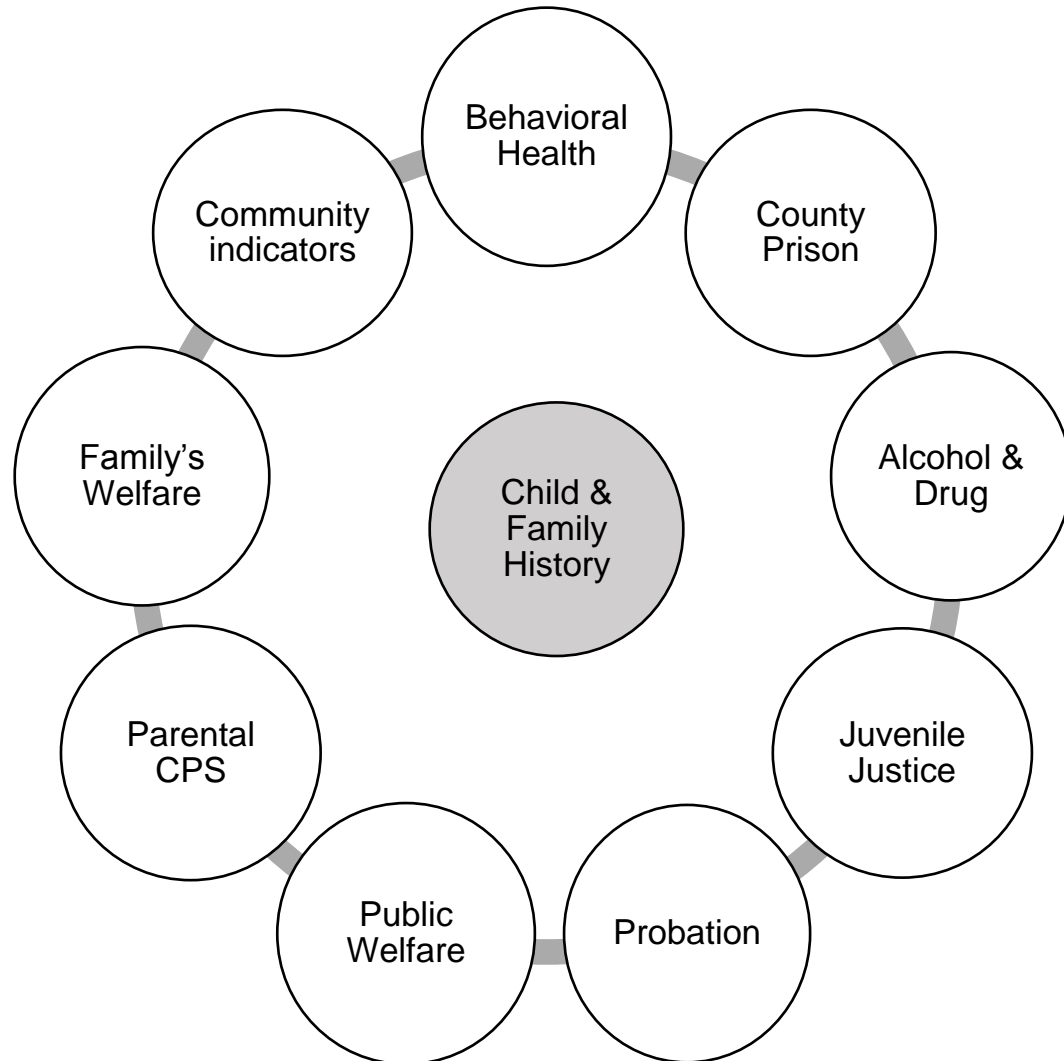 Behavioral
Health
County
Prison
Alcohol &
Drug
Juvenile
Justice
Probation
Public
Welfare
Parental
CPS
Family’s
Welfare
Community
indicators
Child &
Family
History